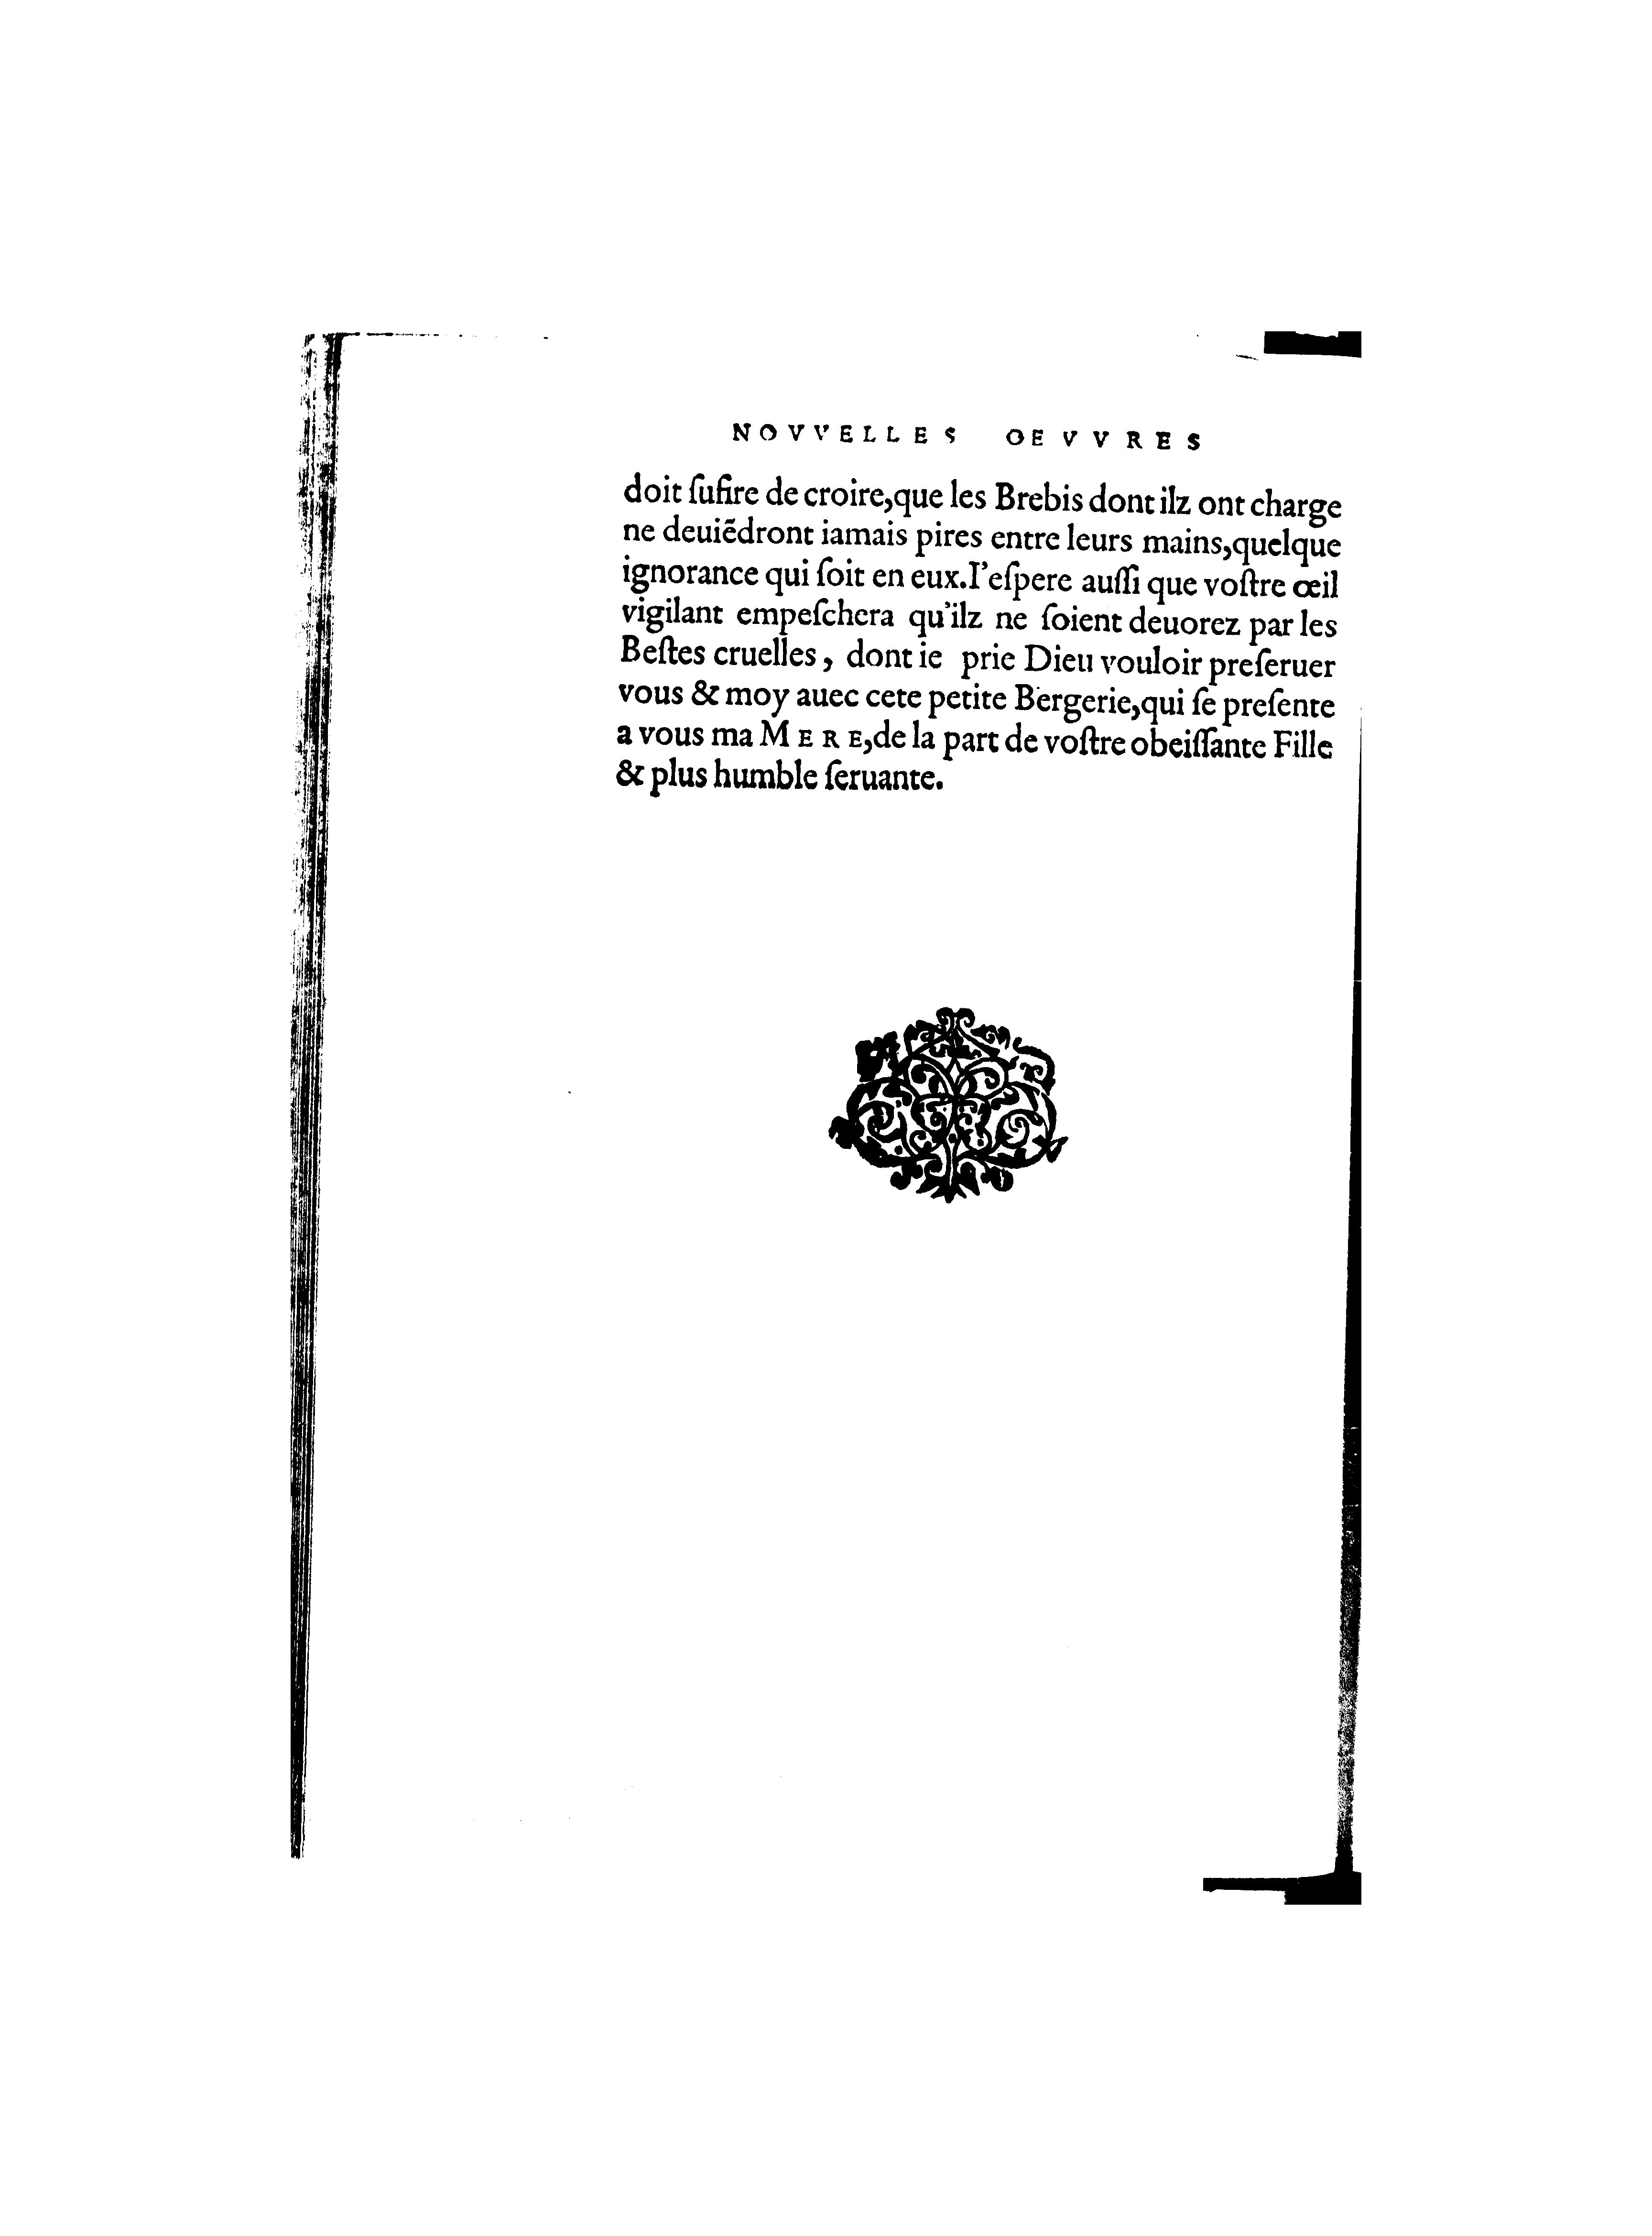 NOVVELLES OEVVRES
doit ſufire de croire,que les Brebis dont ilz ont charge
ne deuiẽdront iamais pires entre leurs mains,quelque
ignorance qui ſoit en eux.I'eſpere auſſi que voſtre œil
vigilant empeſchera qu'ilz ne ſoient deuorez par les
Beſtes cruelles, dont ie prie Dieu vouloir preſeruer
vous & moy auec cete petite Bergerie,qui ſe preſente
a vous ma MERE,de la part de voſtre obeiſſante Fille
& plus humble ſeruante.